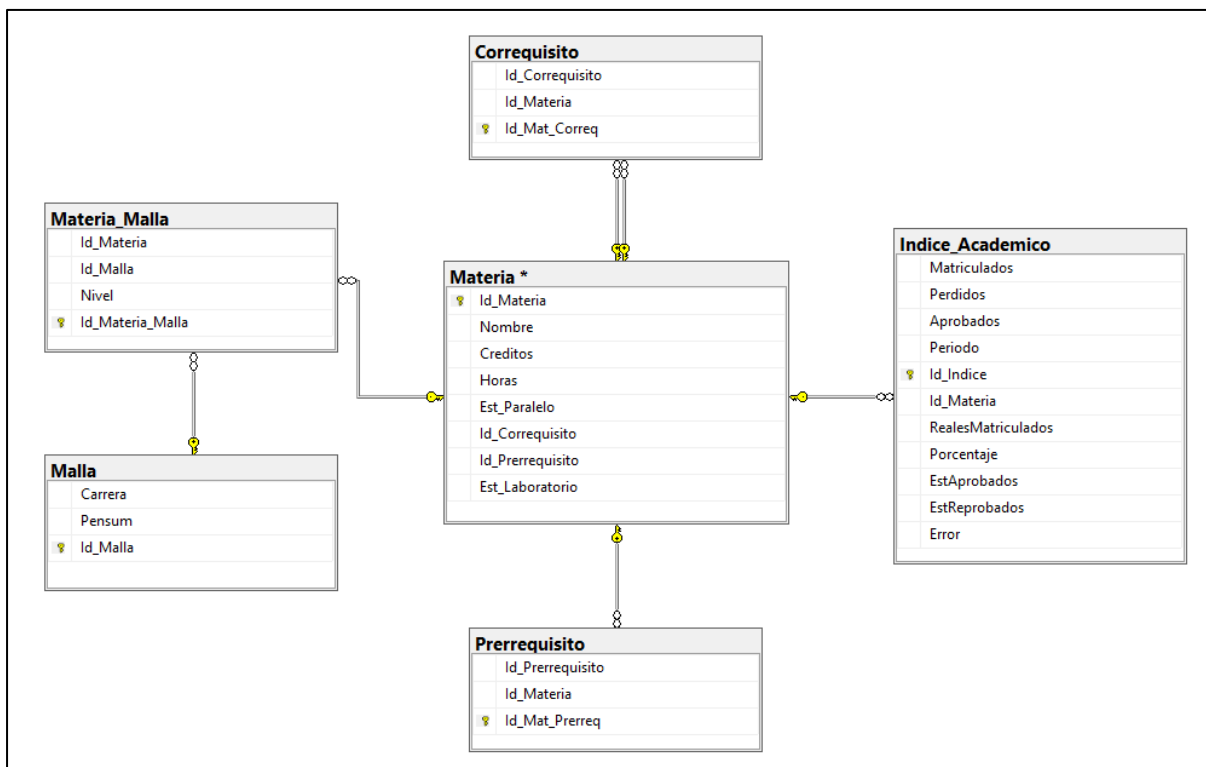 Correquisito
Id_Correquisito
Id_Materia
Id_Mat_Correq
Materia_Malla
Id_Materia
Id_Malla
Nivel
Id_Materia_Malla
Materia *
Id_Materia
Nombre
Creditos
Horas
Est_Paralelo
Id_Correquisito
Id_Prerrequisito
Est_Laboratorio
Indice_Academico
Matriculados
Perdidos
Aprobados
Periodo
Id_Indice
Id_Materia
RealesMatriculados
Porcentaje
EstAprobados
EstReprobados
Error
Malla
Carrera
Pensum
Id_Malla
Prerrequisito
Id_Prerrequisito
Id_Materia
Id_Mat_Prerreq